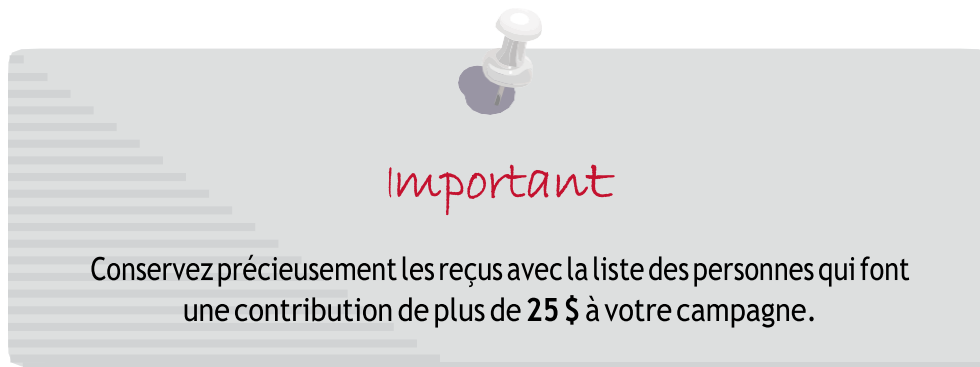 Important
Conservez précieusement les reçus avec la liste des personnes qui font
une contribution de plus de 25 $ à votre campagne.